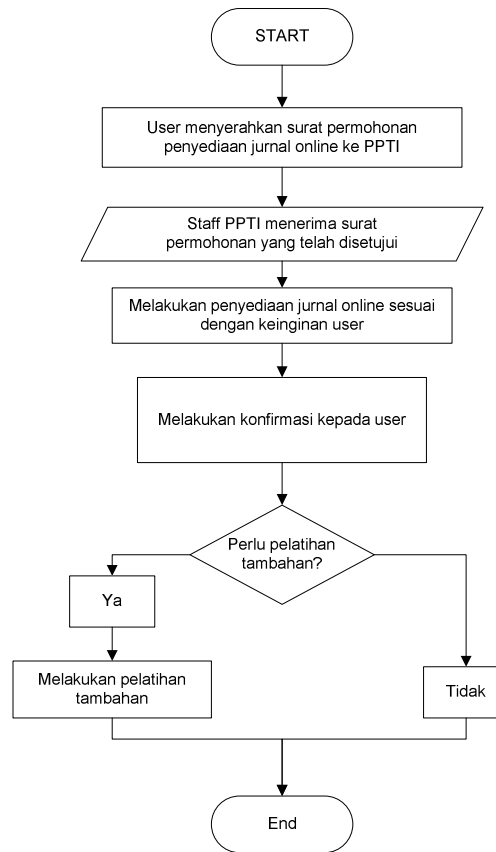 START
User menyerahkan surat permohonan
penyediaan jurnal online ke PPTI
Staff PPTI menerima surat
permohonan yang telah disetujui
Melakukan penyediaan jurnal online sesuai
dengan keinginan user
Melakukan konfirmasi kepada user
Perlu pelatihan
tambahan?
Ya
Melakukan pelatihan
tambahan
Tidak
End